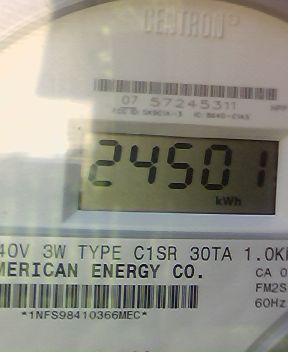 CENTRON®
07 57245311
24501
kWh
40V 3W TYPE C1SR 30TA 1.0K
MERICAN ENERGY CO.
CA 0
FM2S
60Hz
*1NFS98410366MEC*